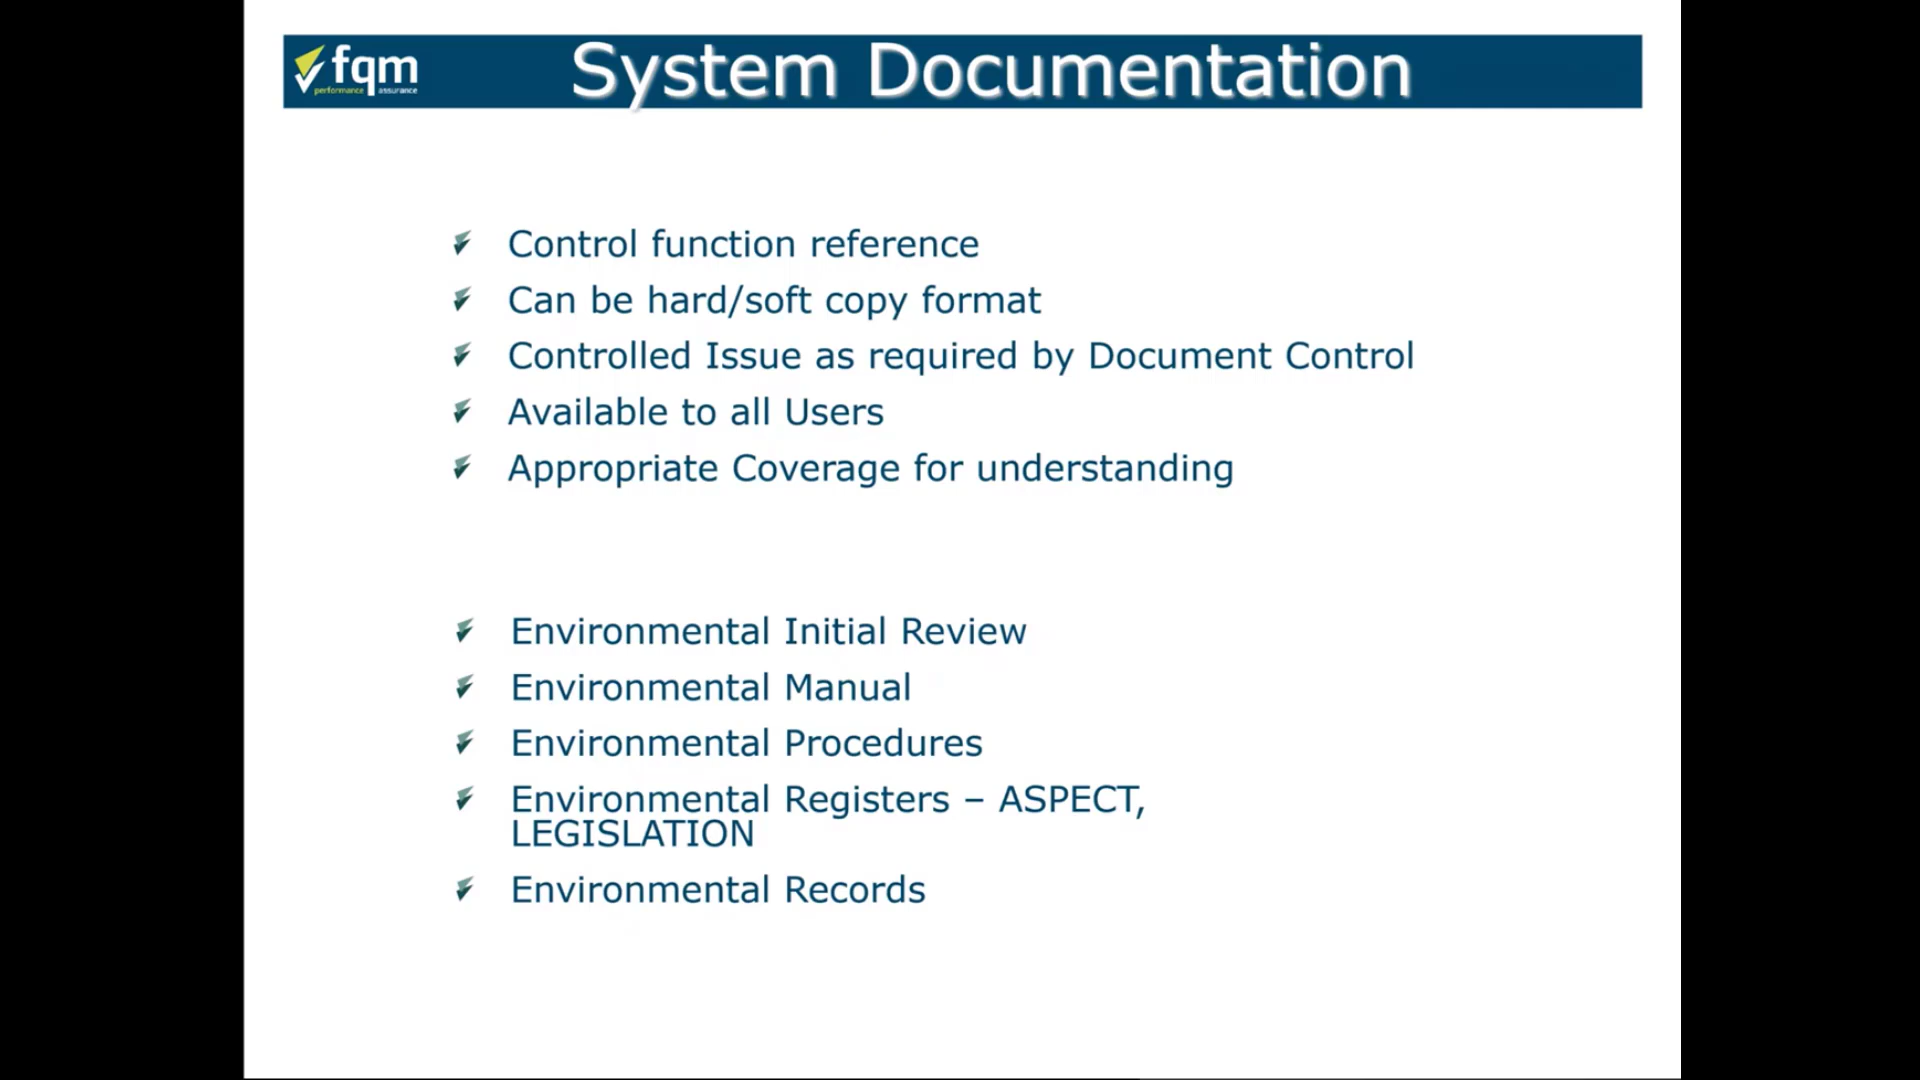 fqm
performance assurance
System Documentation
Control function reference
Can be hard/soft copy format
Controlled Issue as required by Document Control
Available to all Users
Appropriate Coverage for understanding
Environmental Initial Review
Environmental Manual
Environmental Procedures
Environmental Registers – ASPECT,
LEGISLATION
Environmental Records